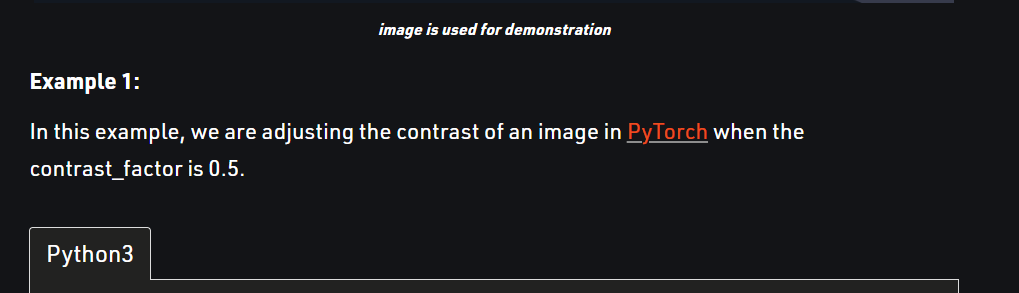 image is used for demonstration
Example 1:
In this example, we are adjusting the contrast of an image in PyTorch when the
contrast_factor is 0.5.
Python3